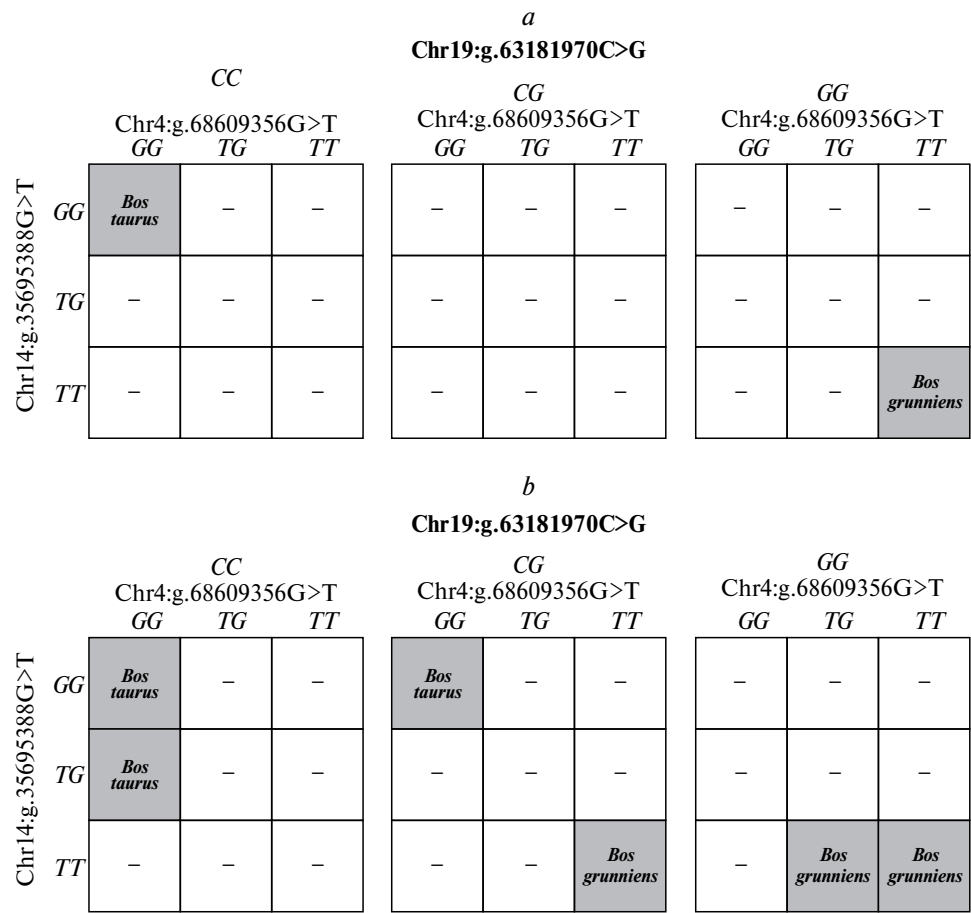 a
Chr19:g.63181970C>G
CC CG GG
Chr4:g.68609356G>T Chr4:g.68609356G>T Chr4:g.68609356G>T
GG TG TT GG TG TT GG TG TT
Chr14:g.35695388G>T
GG Bos taurus – – – – – – – –
TG – – – – – – – – –
TT – – – – – – – – Bos grunniens
b
Chr19:g.63181970C>G
CC CG GG
Chr4:g.68609356G>T Chr4:g.68609356G>T Chr4:g.68609356G>T
GG TG TT GG TG TT GG TG TT
Chr14:g.35695388G>T
GG Bos taurus – – Bos taurus – – – – –
TG Bos taurus – – – – – – – –
TT – – – – – Bos grunniens – Bos grunniens Bos grunniens